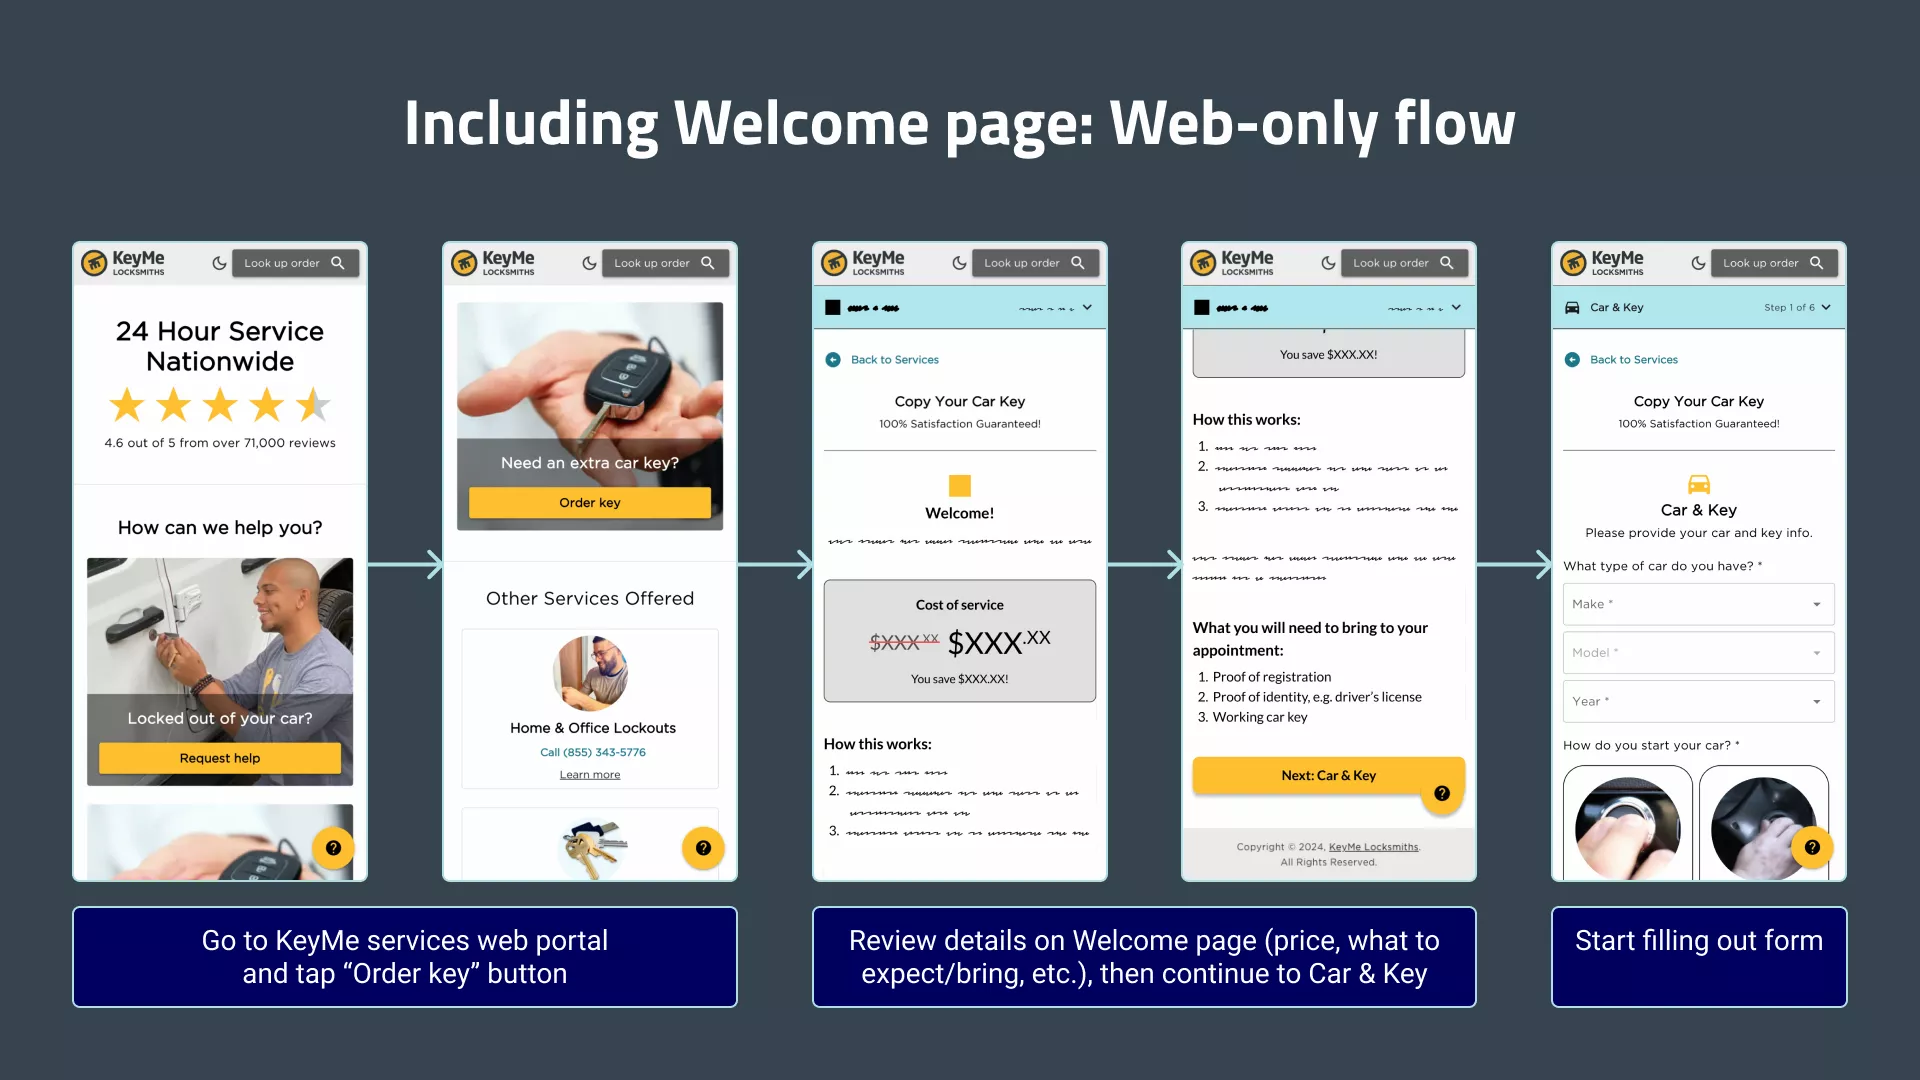 Including Welcome page: Web-only flow
KeyMe
LOCKSMITHS
Look up order
24 Hour Service
Nationwide
4.6 out of 5 from over 71,000 reviews
How can we help you?
Locked out of your car?
Request help
KeyMe
LOCKSMITHS
Look up order
Need an extra car key?
Order key
Other Services Offered
Home & Office Lockouts
Call (855) 343-5776
Learn more
KeyMe
LOCKSMITHS
Look up order
Back to Services
Copy Your Car Key
100% Satisfaction Guaranteed!
Welcome!
Cost of service
$XXX.XX $XXX.XX
You save $XXX.XX!
How this works:
1.
2.
3.
KeyMe
LOCKSMITHS
Look up order
You save $XXX.XX!
How this works:
1.
2.
3.
What you will need to bring to your
appointment:
1. Proof of registration
2. Proof of identity, e.g. driver’s license
3. Working car key
Next: Car & Key
Copyright © 2024, KeyMe Locksmiths.
All Rights Reserved.
KeyMe
LOCKSMITHS
Look up order
Car & Key
Step 1 of 6
Back to Services
Copy Your Car Key
100% Satisfaction Guaranteed!
Car & Key
Please provide your car and key info.
What type of car do you have? *
Make *
Model *
Year *
How do you start your car? *
Go to KeyMe services web portal
and tap “Order key” button
Review details on Welcome page (price, what to
expect/bring, etc.), then continue to Car & Key
Start filling out form